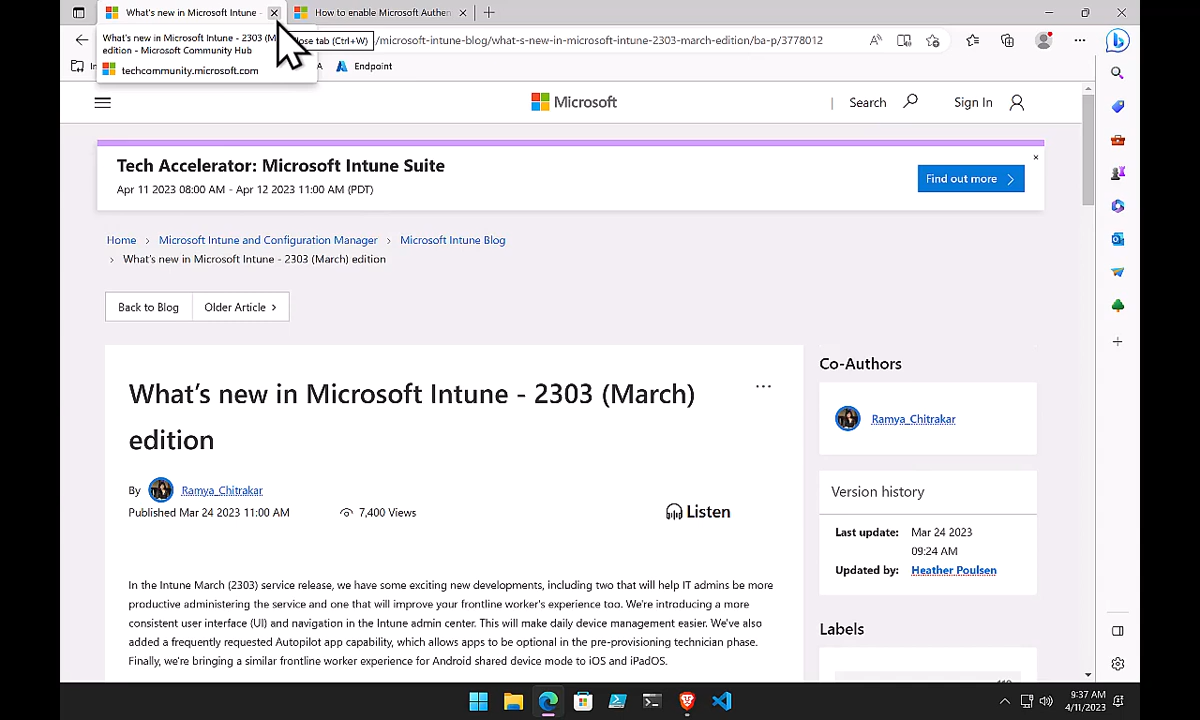 What's new in Microsoft Intune -
How to enable Microsoft Auther
What's new in Microsoft Intune - 2303 (M
edition - Microsoft Community Hub
techcommunity.microsoft.com
lose tab (Ctrl+W)
/microsoft-intune-blog/what-s-new-in-microsoft-intune-2303-march-edition/ba-p/3778012
In
A
Endpoint
Microsoft
Search
Sign In
Tech Accelerator: Microsoft Intune Suite
Apr 11 2023 08:00 AM - Apr 12 2023 11:00 AM (PDT)
Find out more
Home > Microsoft Intune and Configuration Manager > Microsoft Intune Blog
> What's new in Microsoft Intune - 2303 (March) edition
Back to Blog
Older Article >
What's new in Microsoft Intune - 2303 (March)
edition
By Ramya_Chitrakar
Published Mar 24 2023 11:00 AM
7,400 Views
Listen
In the Intune March (2303) service release, we have some exciting new developments, including two that will help IT admins be more
productive administering the service and one that will improve your frontline worker's experience too. We're introducing a more
consistent user interface (UI) and navigation in the Intune admin center. This will make daily device management easier. We've also
added a frequently requested Autopilot app capability, which allows apps to be optional in the pre-provisioning technician phase.
Finally, we're bringing a similar frontline worker experience for Android shared device mode to iOS and iPadOS.
Co-Authors
Ramya_Chitrakar
Version history
Last update: Mar 24 2023
09:24 AM
Updated by: Heather Poulsen
Labels
9:37 AM
4/11/2023